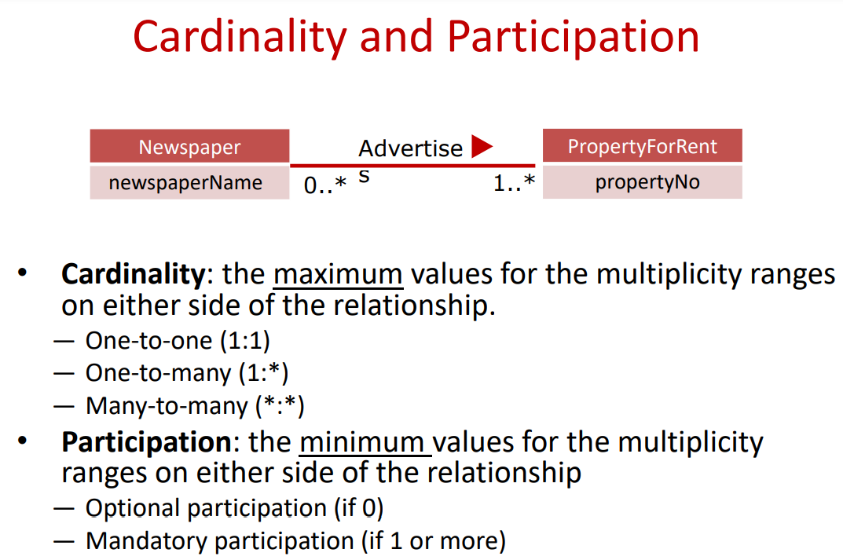 Cardinality and Participation
Newspaper
newspaperName
Advertise
s
0..*
1..*
PropertyForRent
propertyNo
• Cardinality: the maximum values for the multiplicity ranges
on either side of the relationship.
— One-to-one (1:1)
— One-to-many (1:*)
— Many-to-many (*:*)
• Participation: the minimum values for the multiplicity
ranges on either side of the relationship
— Optional participation (if 0)
— Mandatory participation (if 1 or more)